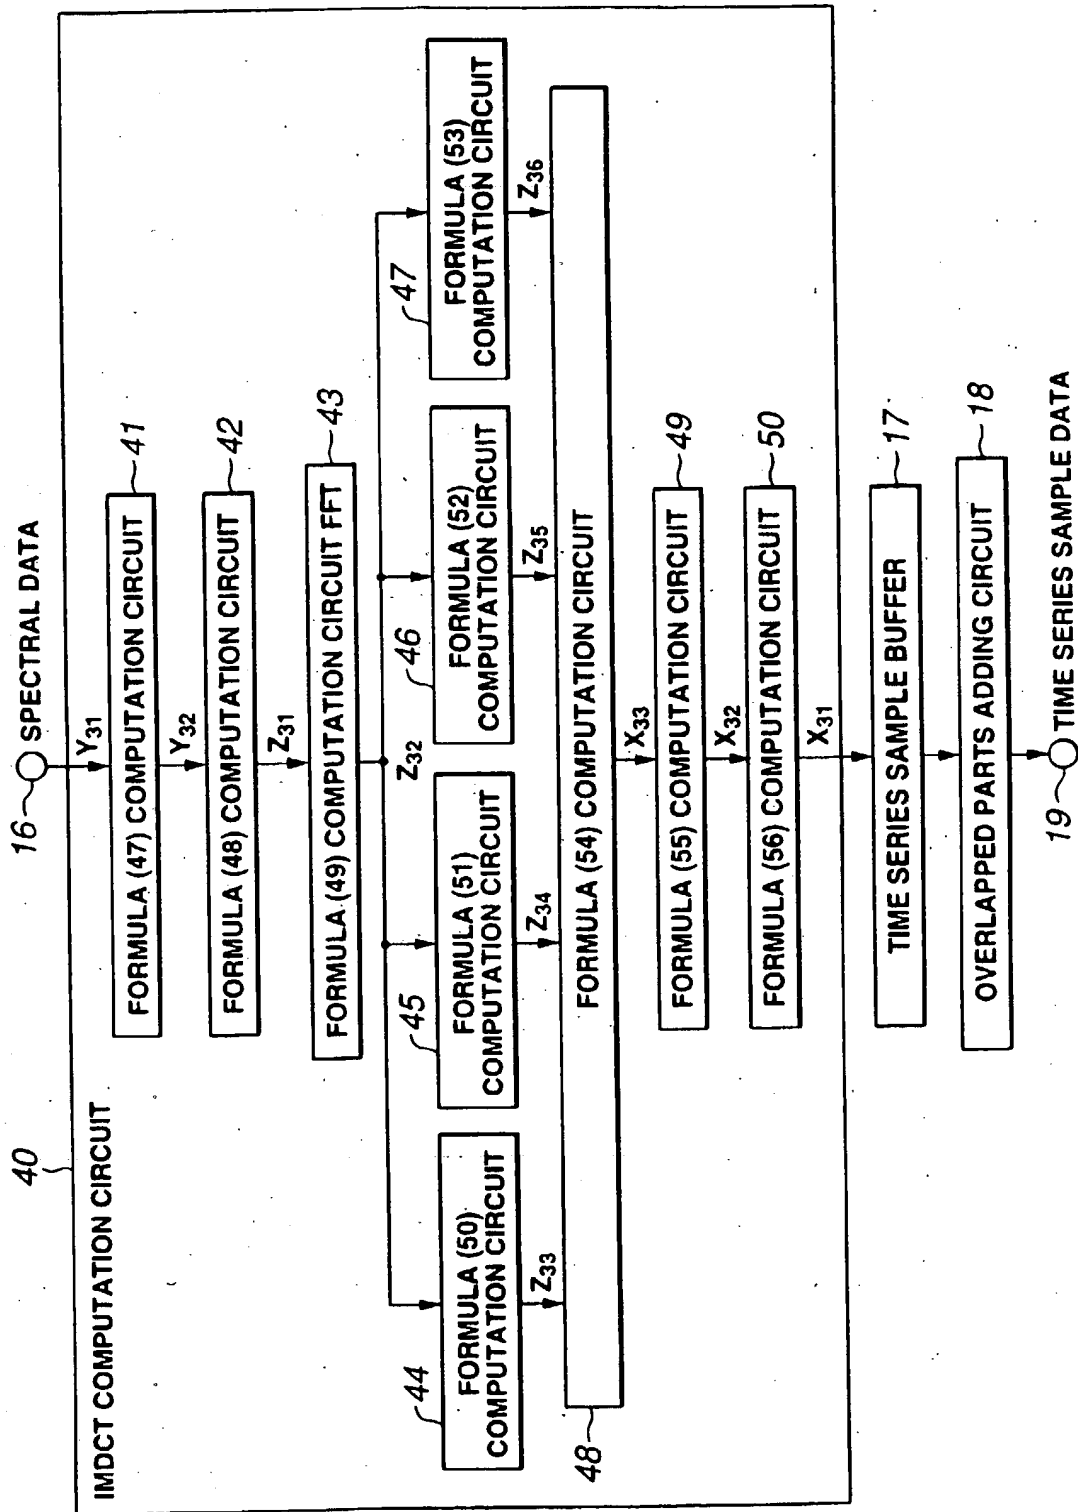 16
SPECTRAL DATA
40
IMDCT COMPUTATION CIRCUIT
Y31
FORMULA (47) COMPUTATION CIRCUIT
41
Y32
FORMULA (48) COMPUTATION CIRCUIT
42
Z31
FORMULA (49) COMPUTATION CIRCUIT FFT
43
Z32
44
FORMULA (50)
COMPUTATION CIRCUIT
45
FORMULA (51)
COMPUTATION CIRCUIT
46
FORMULA (52)
COMPUTATION CIRCUIT
47
FORMULA (53)
COMPUTATION CIRCUIT
Z33
Z34
Z35
Z36
48
FORMULA (54) COMPUTATION CIRCUIT
X33
FORMULA (55) COMPUTATION CIRCUIT
49
X32
FORMULA (56) COMPUTATION CIRCUIT
50
X31
TIME SERIES SAMPLE BUFFER
17
OVERLAPPED PARTS ADDING CIRCUIT
18
19
TIME SERIES SAMPLE DATA